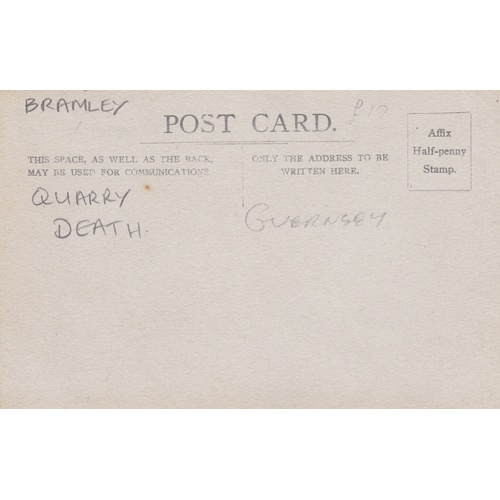 BRAMLEY
POST CARD.
Affix
Half-penny
Stamp.
THIS SPACE, AS WELL AS THE BACK,
MAY BE USED FOR COMMUNICATIONS.
ONLY THE ADDRESS TO BE
WRITTEN HERE.
QUARRY
DEATH.
GUERNSEY